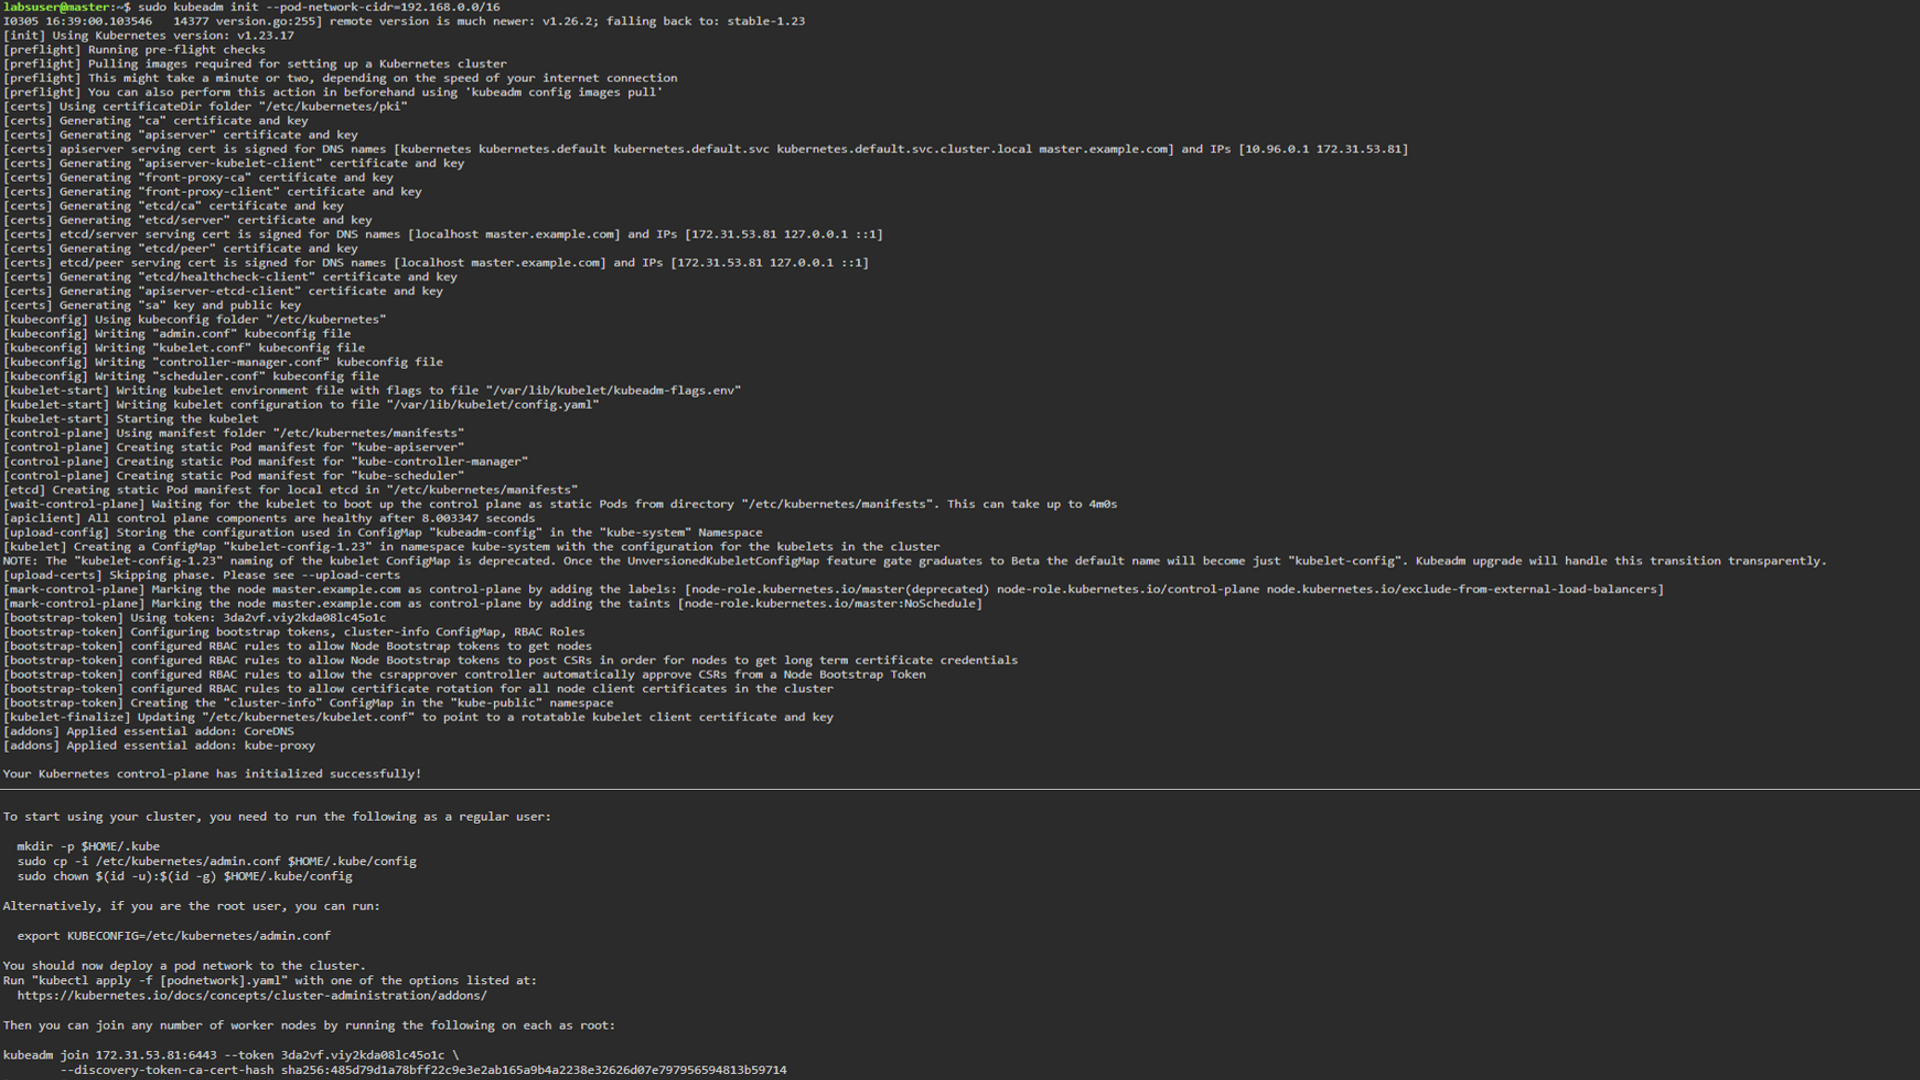 labsuser@master:~$ sudo kubeadm init --pod-network-cidr=192.168.0.0/16
I0305 16:39:00.103546   14377 version.go:255] remote version is much newer: v1.26.2; falling back to: stable-1.23
[init] Using Kubernetes version: v1.23.17
[preflight] Running pre-flight checks
[preflight] Pulling images required for setting up a Kubernetes cluster
[preflight] This might take a minute or two, depending on the speed of your internet connection
[preflight] You can also perform this action in beforehand using 'kubeadm config images pull'
[certs] Using certificateDir folder "/etc/kubernetes/pki"
[certs] Generating "ca" certificate and key
[certs] Generating "apiserver" certificate and key
[certs] apiserver serving cert is signed for DNS names [kubernetes kubernetes.default kubernetes.default.svc kubernetes.default.svc.cluster.local master.example.com] and IPs [10.96.0.1 172.31.53.81]
[certs] Generating "apiserver-kubelet-client" certificate and key
[certs] Generating "front-proxy-ca" certificate and key
[certs] Generating "front-proxy-client" certificate and key
[certs] Generating "etcd/ca" certificate and key
[certs] Generating "etcd/server" certificate and key
[certs] etcd/server serving cert is signed for DNS names [localhost master.example.com] and IPs [172.31.53.81 127.0.0.1 ::1]
[certs] Generating "etcd/peer" certificate and key
[certs] etcd/peer serving cert is signed for DNS names [localhost master.example.com] and IPs [172.31.53.81 127.0.0.1 ::1]
[certs] Generating "etcd/healthcheck-client" certificate and key
[certs] Generating "apiserver-etcd-client" certificate and key
[certs] Generating "sa" key and public key
[kubeconfig] Using kubeconfig folder "/etc/kubernetes"
[kubeconfig] Writing "admin.conf" kubeconfig file
[kubeconfig] Writing "kubelet.conf" kubeconfig file
[kubeconfig] Writing "controller-manager.conf" kubeconfig file
[kubeconfig] Writing "scheduler.conf" kubeconfig file
[kubelet-start] Writing kubelet environment file with flags to file "/var/lib/kubelet/kubeadm-flags.env"
[kubelet-start] Writing kubelet configuration to file "/var/lib/kubelet/config.yaml"
[kubelet-start] Starting the kubelet
[control-plane] Using manifest folder "/etc/kubernetes/manifests"
[control-plane] Creating static Pod manifest for "kube-apiserver"
[control-plane] Creating static Pod manifest for "kube-controller-manager"
[control-plane] Creating static Pod manifest for "kube-scheduler"
[etcd] Creating static Pod manifest for local etcd in "/etc/kubernetes/manifests"
[wait-control-plane] Waiting for the kubelet to boot up the control plane as static Pods from directory "/etc/kubernetes/manifests". This can take up to 4m0s
[apiclient] All control plane components are healthy after 8.003347 seconds
[upload-config] Storing the configuration used in ConfigMap "kubeadm-config" in the "kube-system" Namespace
[kubelet] Creating a ConfigMap "kubelet-config-1.23" in namespace kube-system with the configuration for the kubelets in the cluster
NOTE: The "kubelet-config-1.23" naming of the kubelet ConfigMap is deprecated. Once the UnversionedKubeletConfigMap feature gate graduates to Beta the default name will become just "kubelet-config". Kubeadm upgrade will handle this transition transparently.
[upload-certs] Skipping phase. Please see --upload-certs
[mark-control-plane] Marking the node master.example.com as control-plane by adding the labels: [node-role.kubernetes.io/master(deprecated) node-role.kubernetes.io/control-plane node.kubernetes.io/exclude-from-external-load-balancers]
[mark-control-plane] Marking the node master.example.com as control-plane by adding the taints [node-role.kubernetes.io/master:NoSchedule]
[bootstrap-token] Using token: 3da2vf.viy2kda08lc45o1c
[bootstrap-token] Configuring bootstrap tokens, cluster-info ConfigMap, RBAC Roles
[bootstrap-token] configured RBAC rules to allow Node Bootstrap tokens to get nodes
[bootstrap-token] configured RBAC rules to allow Node Bootstrap tokens to post CSRs in order for nodes to get long term certificate credentials
[bootstrap-token] configured RBAC rules to allow the csrapprover controller automatically approve CSRs from a Node Bootstrap Token
[bootstrap-token] configured RBAC rules to allow certificate rotation for all node client certificates in the cluster
[bootstrap-token] Creating the "cluster-info" ConfigMap in the "kube-public" namespace
[kubelet-finalize] Updating "/etc/kubernetes/kubelet.conf" to point to a rotatable kubelet client certificate and key
[addons] Applied essential addon: CoreDNS
[addons] Applied essential addon: kube-proxy
Your Kubernetes control-plane has initialized successfully!
To start using your cluster, you need to run the following as a regular user:
mkdir -p $HOME/.kube
sudo cp -i /etc/kubernetes/admin.conf $HOME/.kube/config
sudo chown $(id -u):$(id -g) $HOME/.kube/config
Alternatively, if you are the root user, you can run:
export KUBECONFIG=/etc/kubernetes/admin.conf
You should now deploy a pod network to the cluster.
Run "kubectl apply -f [podnetwork].yaml" with one of the options listed at:
https://kubernetes.io/docs/concepts/cluster-administration/addons/
Then you can join any number of worker nodes by running the following on each as root:
kubeadm join 172.31.53.81:6443 --token 3da2vf.viy2kda08lc45o1c \
--discovery-token-ca-cert-hash sha256:485d79d1a78bff22c9e3e2ab165a9b4a2238e32626d07e797956594813b59714